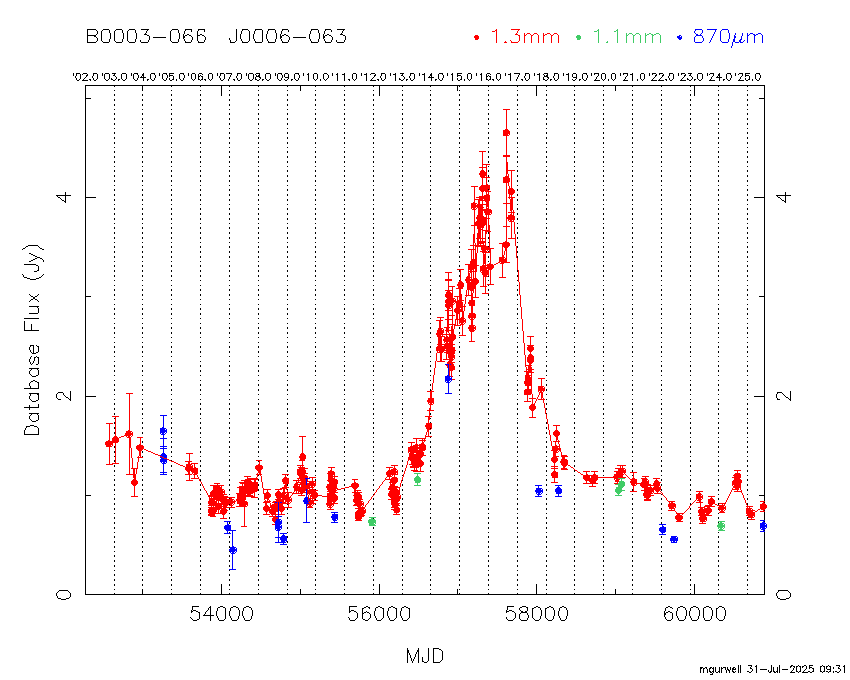 B0003-066 J0006-063 1.3mm 1.1mm 870μm
'02.0 '03.0 '04.0 '05.0 '06.0 '07.0 '08.0 '09.0 '10.0 '11.0 '12.0 '13.0 '14.0 '15.0 '16.0 '17.0 '18.0 '19.0 '20.0 '21.0 '22.0 '23.0 '24.0 '25.0
4 4
Database Flux (Jy)
2 2
0 0
54000 56000 58000 60000
MJD
mgurwell 31-Jul-2025 09:31